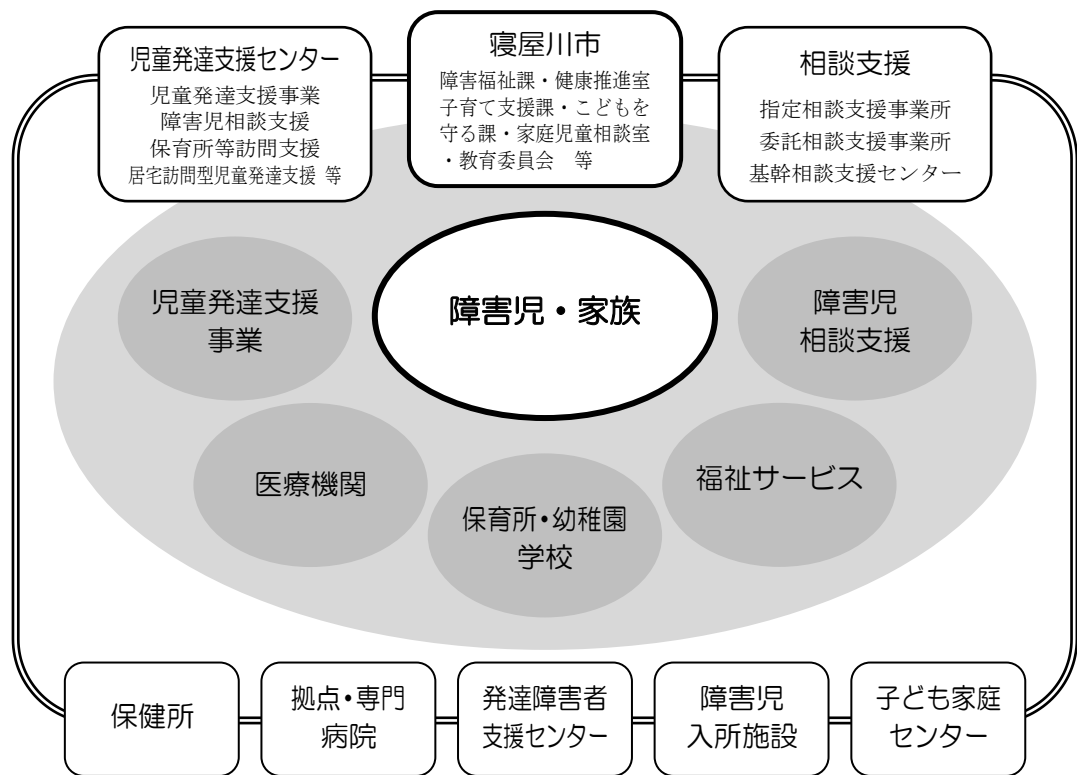 児童発達支援センター
児童発達支援事業
障害児相談支援
保育所等訪問支援
居宅訪問型児童発達支援 等
寝屋川市
障害福祉課・健康推進室
子育て支援課・こどもを
守る課・家庭児童相談室
・教育委員会　等
相談支援
指定相談支援事業所
委託相談支援事業所
基幹相談支援センター
児童発達支援
事業
障害児・家族
障害児
相談支援
医療機関
保育所・幼稚園
学校
福祉サービス
保健所
拠点・専門
病院
発達障害者
支援センター
障害児
入所施設
子ども家庭
センター